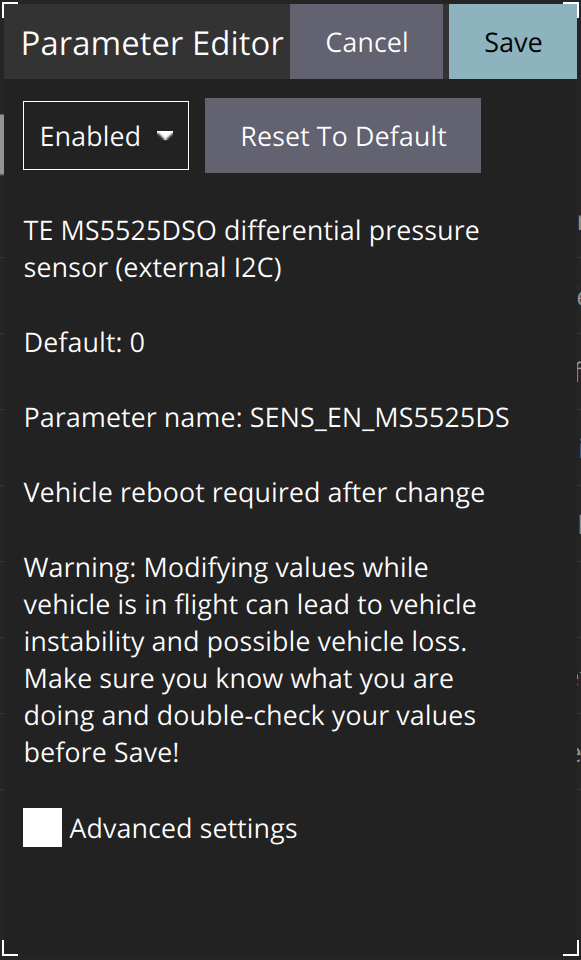 Parameter Editor Cancel Save
Enabled Reset To Default
TE MS5525DSO differential pressure
sensor (external I2C)
Default: 0
Parameter name: SENS_EN_MS5525DS
Vehicle reboot required after change
Warning: Modifying values while
vehicle is in flight can lead to vehicle
instability and possible vehicle loss.
Make sure you know what you are
doing and double-check your values
before Save!
Advanced settings